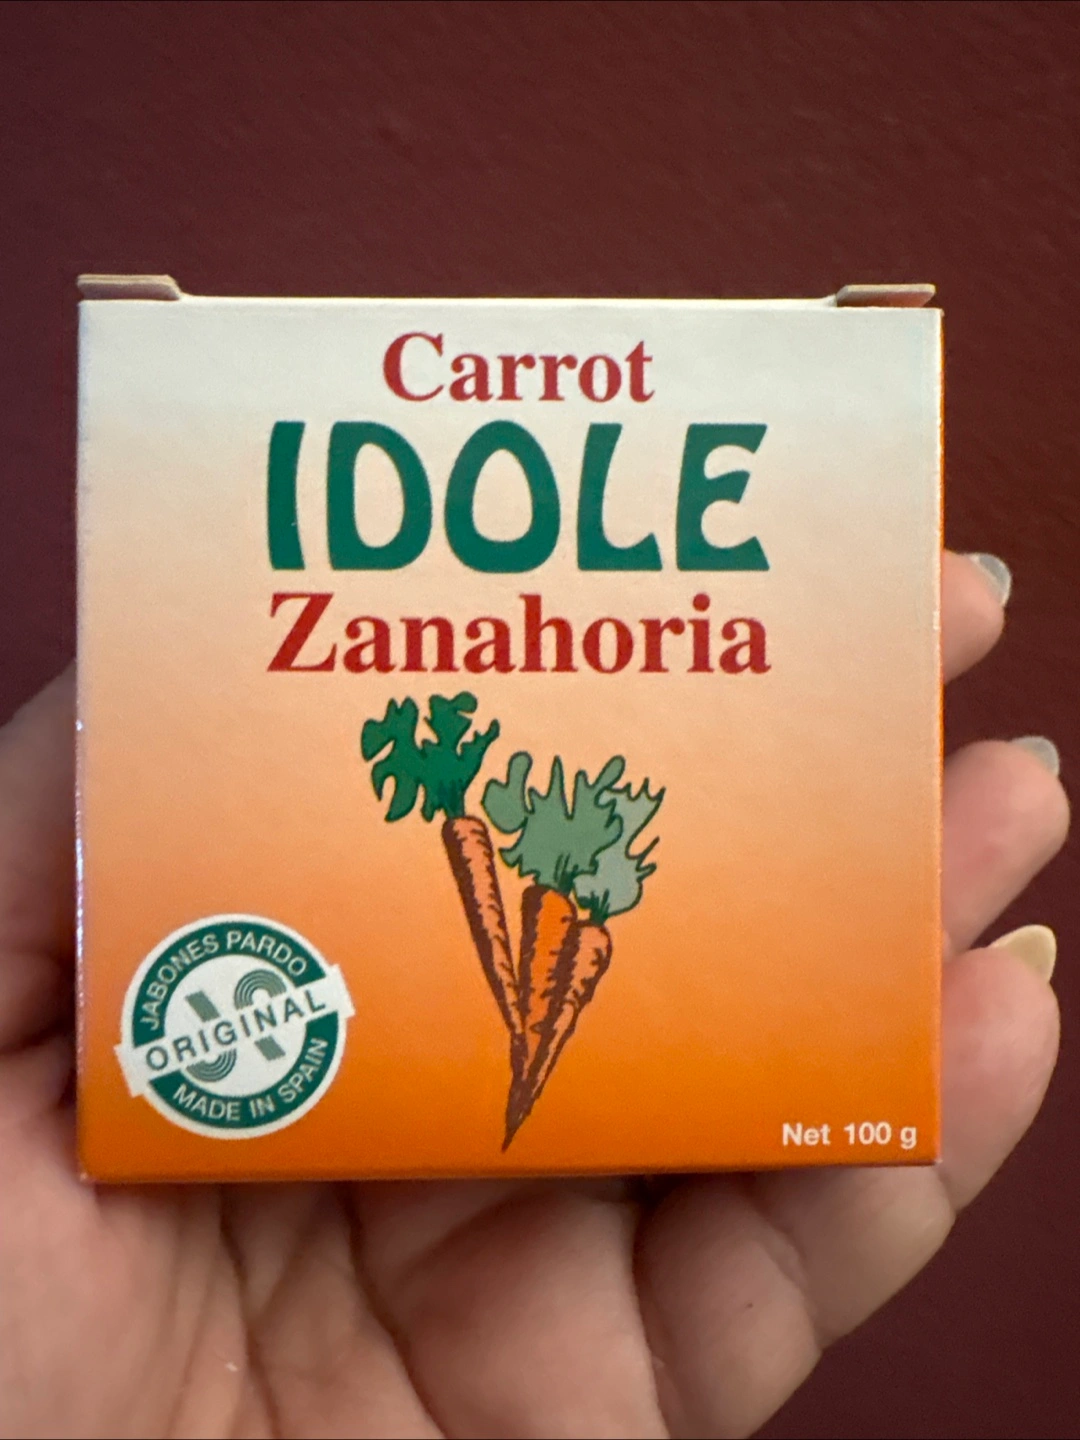 Carrot
IDOLE
Zanahoria
JABONES PARDO
ORIGINAL
MADE IN SPAIN
Net 100 g